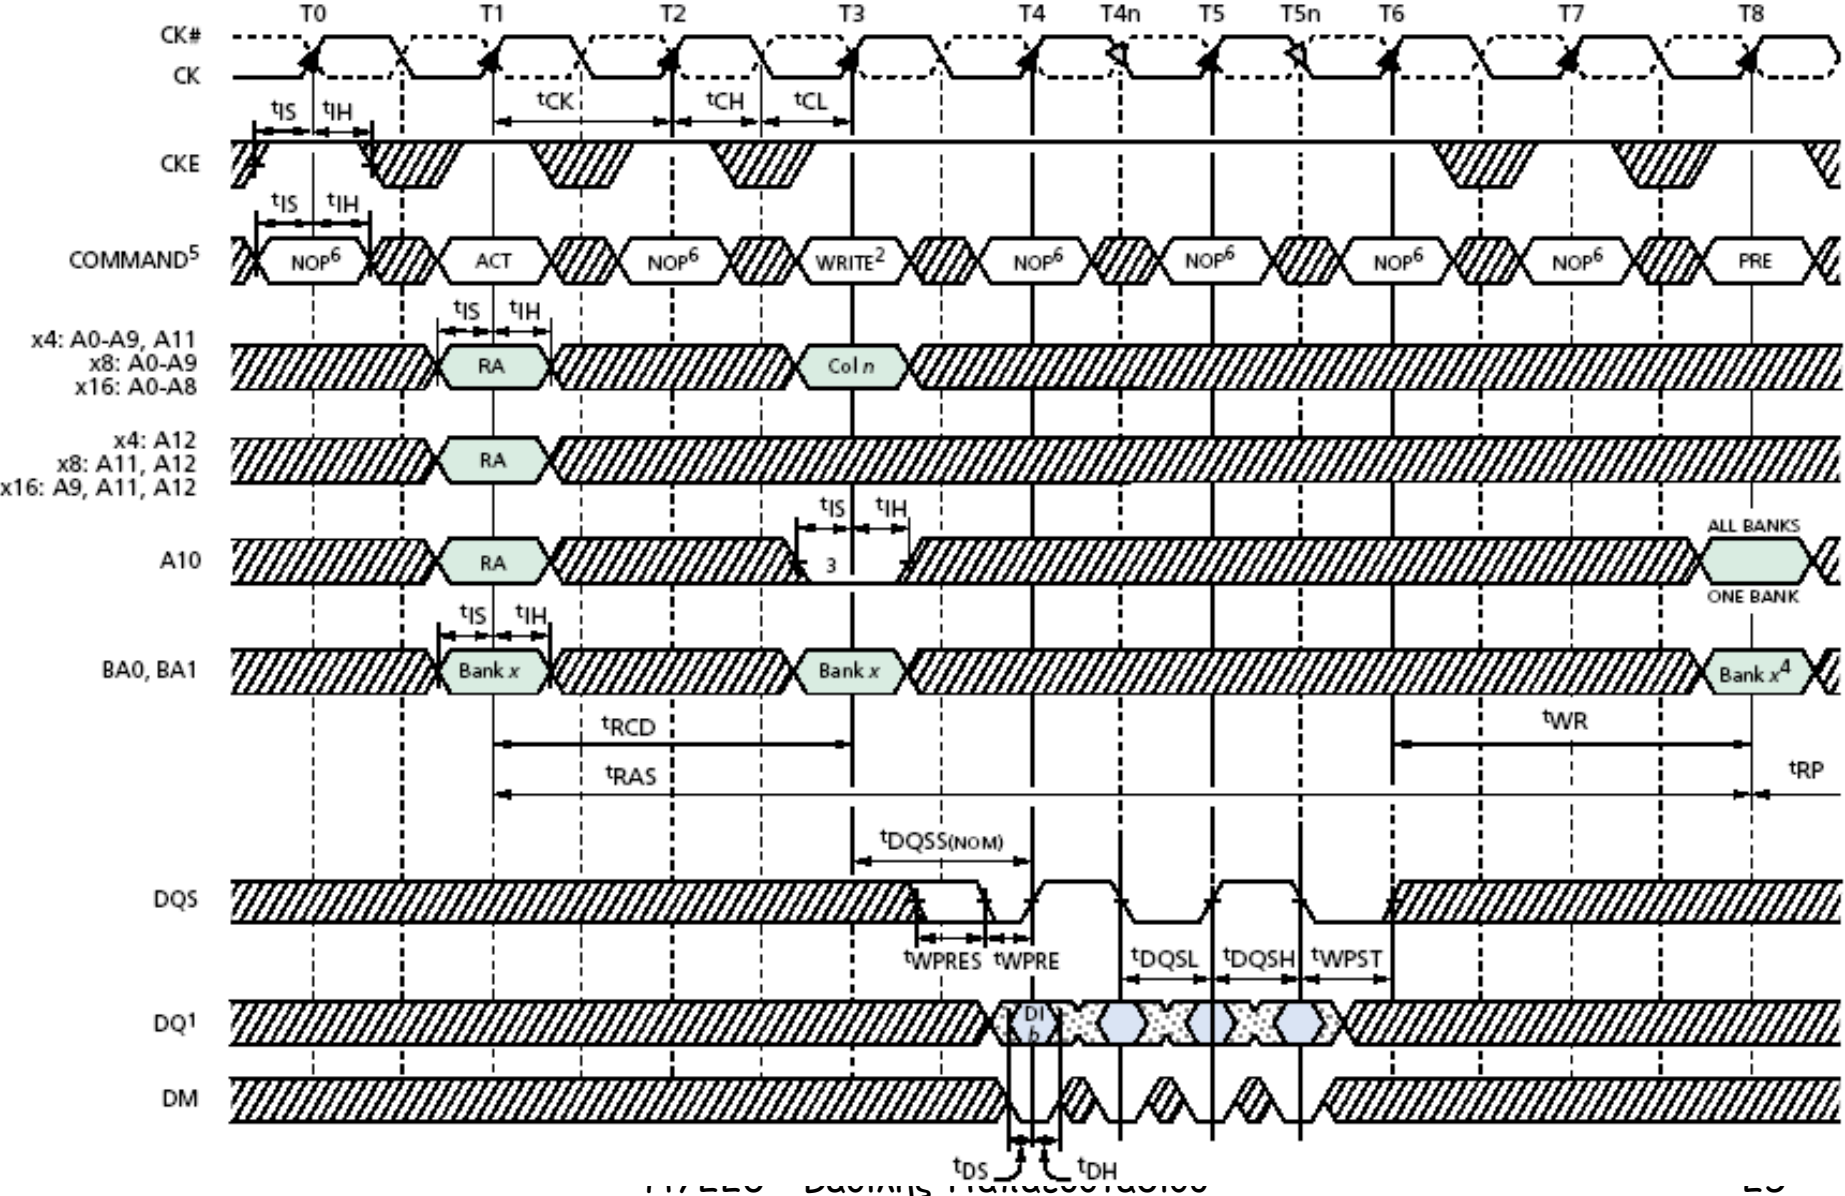 T0 T1 T2 T3 T4 T4n T5 T5n T6 T7 T8
CK#
CK
tIS tIH tCK tCH tCL
CKE
tIS tIH
COMMAND5 NOP6 ACT NOP6 WRITE2 NOP6 NOP6 NOP6 NOP6 PRE
tIS tIH
x4: A0-A9, A11
x8: A0-A9 RA Col n
x16: A0-A8
x4: A12
x8: A11, A12 RA
x16: A9, A11, A12
tIS tIH
ALL BANKS
A10 RA 3
ONE BANK
tIS tIH
BA0, BA1 Bank x Bank x Bank x4
tRCD tWR
tRAS tRP
tDQSS(NOM)
DQS
tWPRES tWPRE tDQSL tDQSH tWPST
DQ1 DI
b
DM
tDS tDH